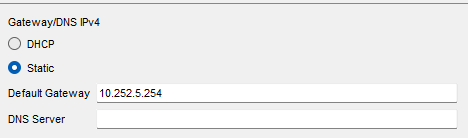 Gateway/DNS IPv4
DHCP
Static
Default Gateway 10.252.5.254
DNS Server